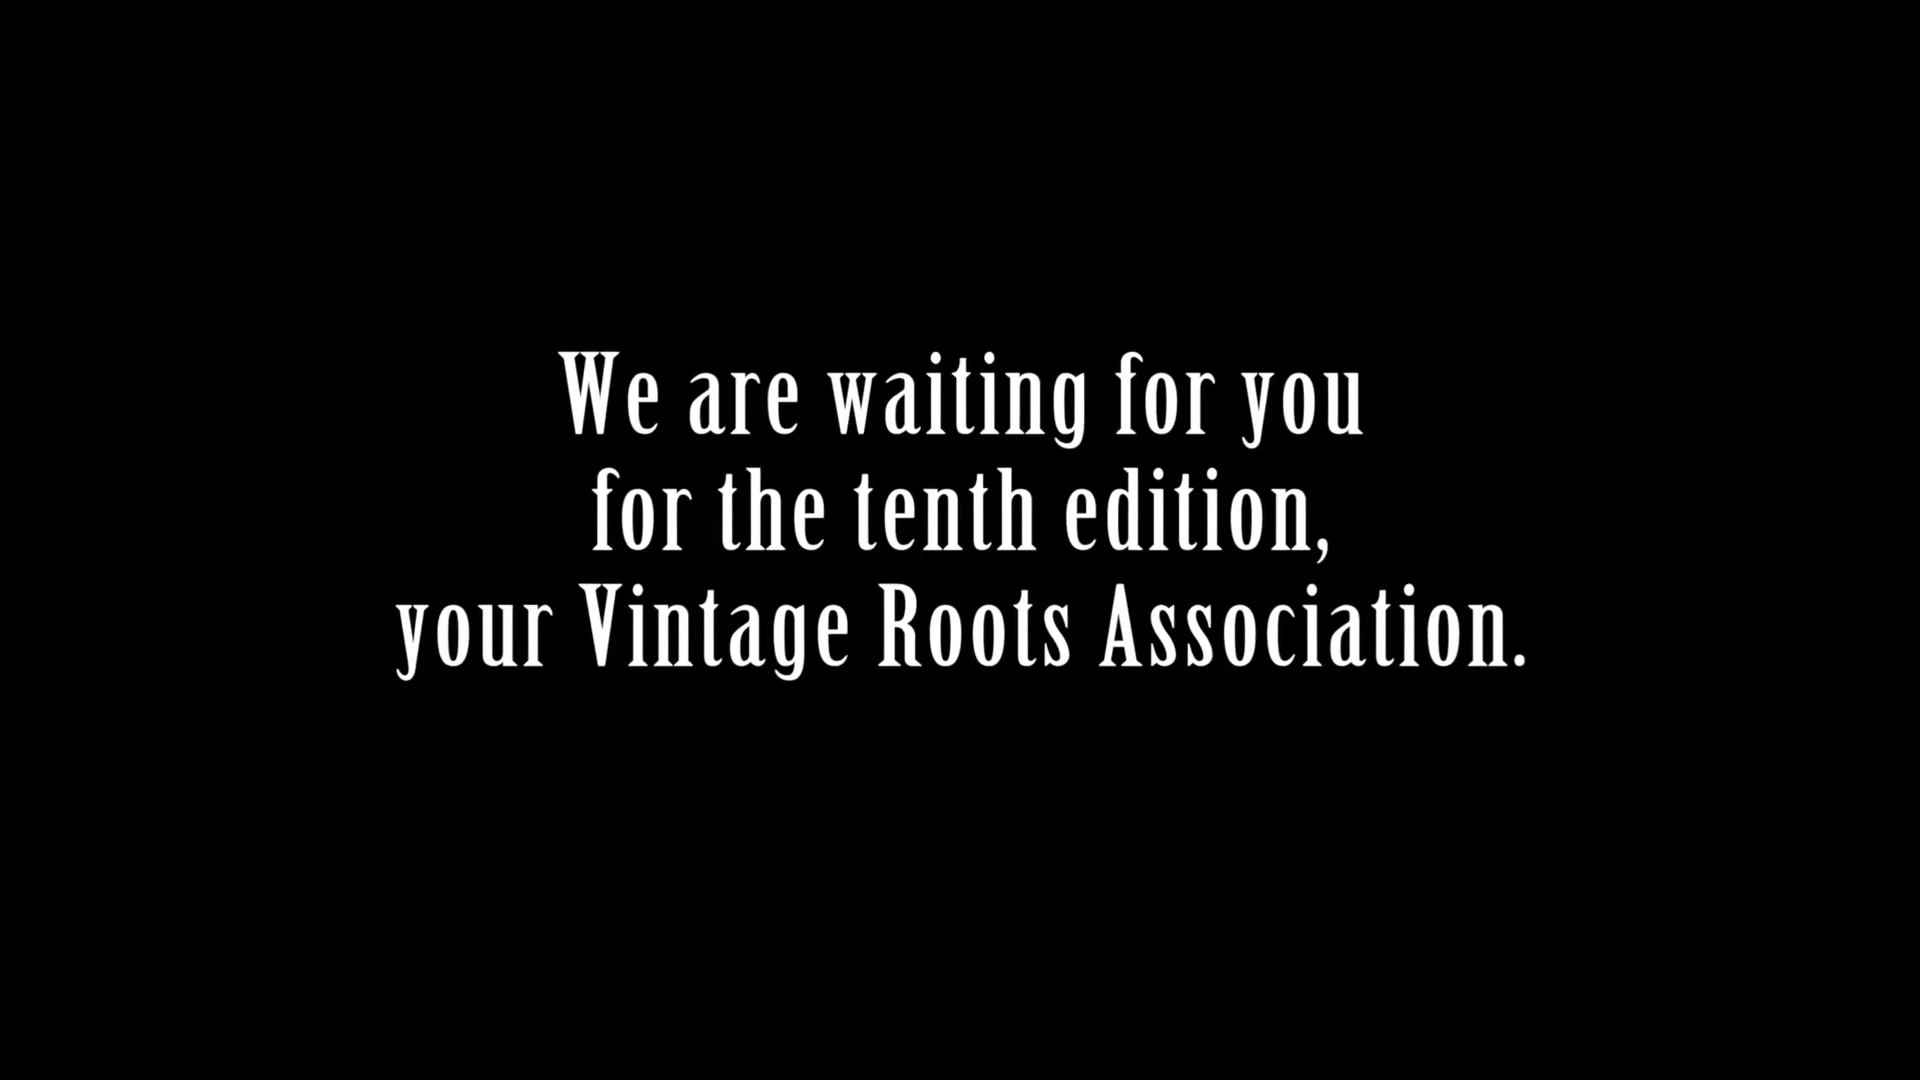 We are waiting for you
for the tenth edition,
your Vintage Roots Association.